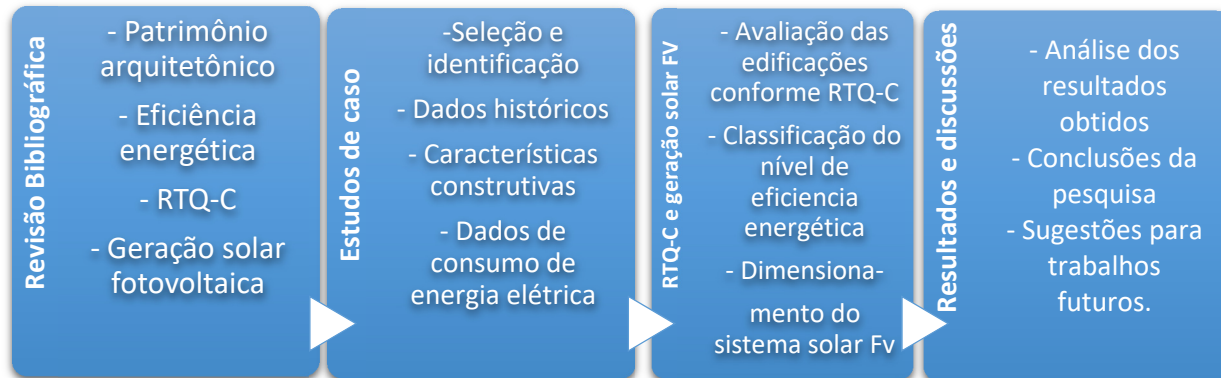 Revisão Bibliográfica
- Patrimônio
arquitetônico
- Eficiência
energética
- RTQ-C
- Geração solar
fotovoltaica
Estudos de caso
-Seleção e
identificação
- Dados históricos
- Características
construtivas
- Dados de
consumo de
energia elétrica
RTQ-C e geração solar FV
- Avaliação das
edificações
conforme RTQ-C
- Classificação do
nível de
eficiencia
energética
- Dimensiona-
mento do
sistema solar Fv
Resultados e discussões
- Análise dos
resultados
obtidos
- Conclusões da
pesquisa
- Sugestões para
trabalhos
futuros.